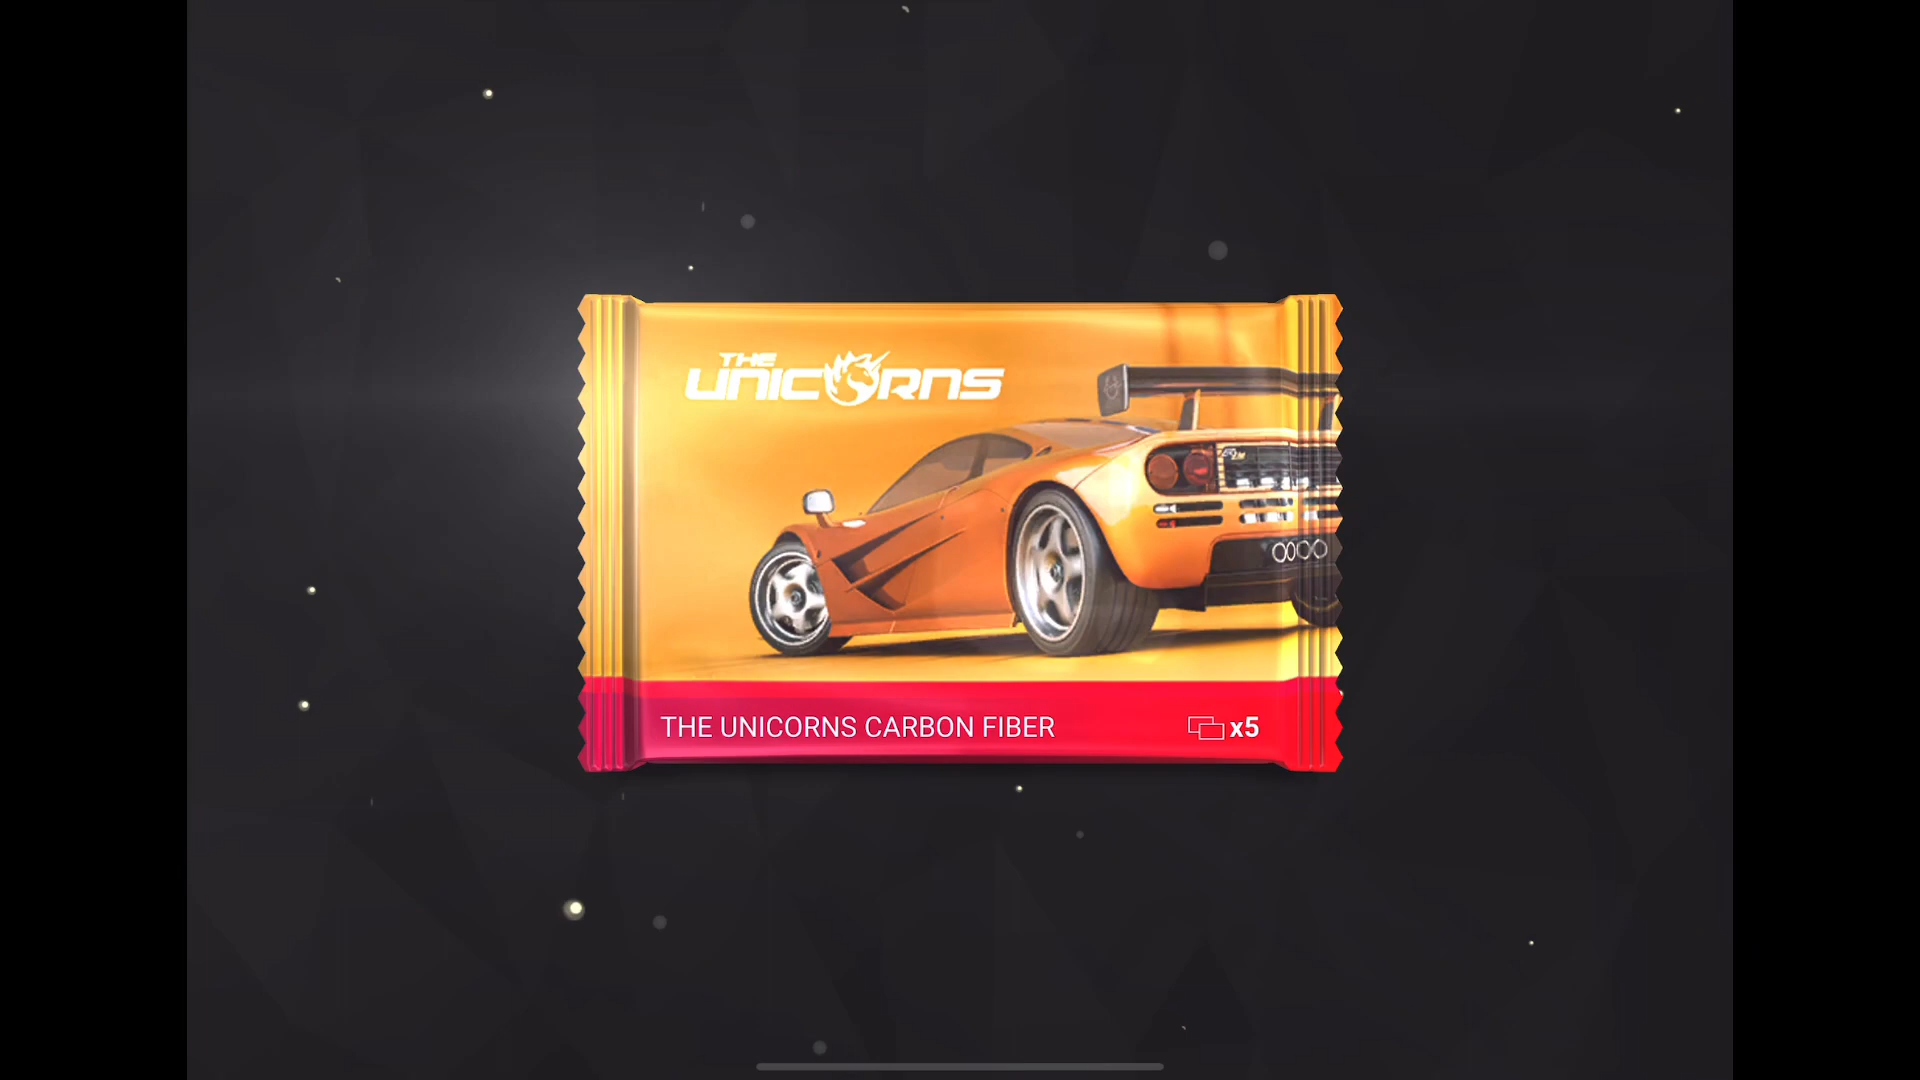 THE
UNICORNS
THE UNICORNS CARBON FIBER
x5